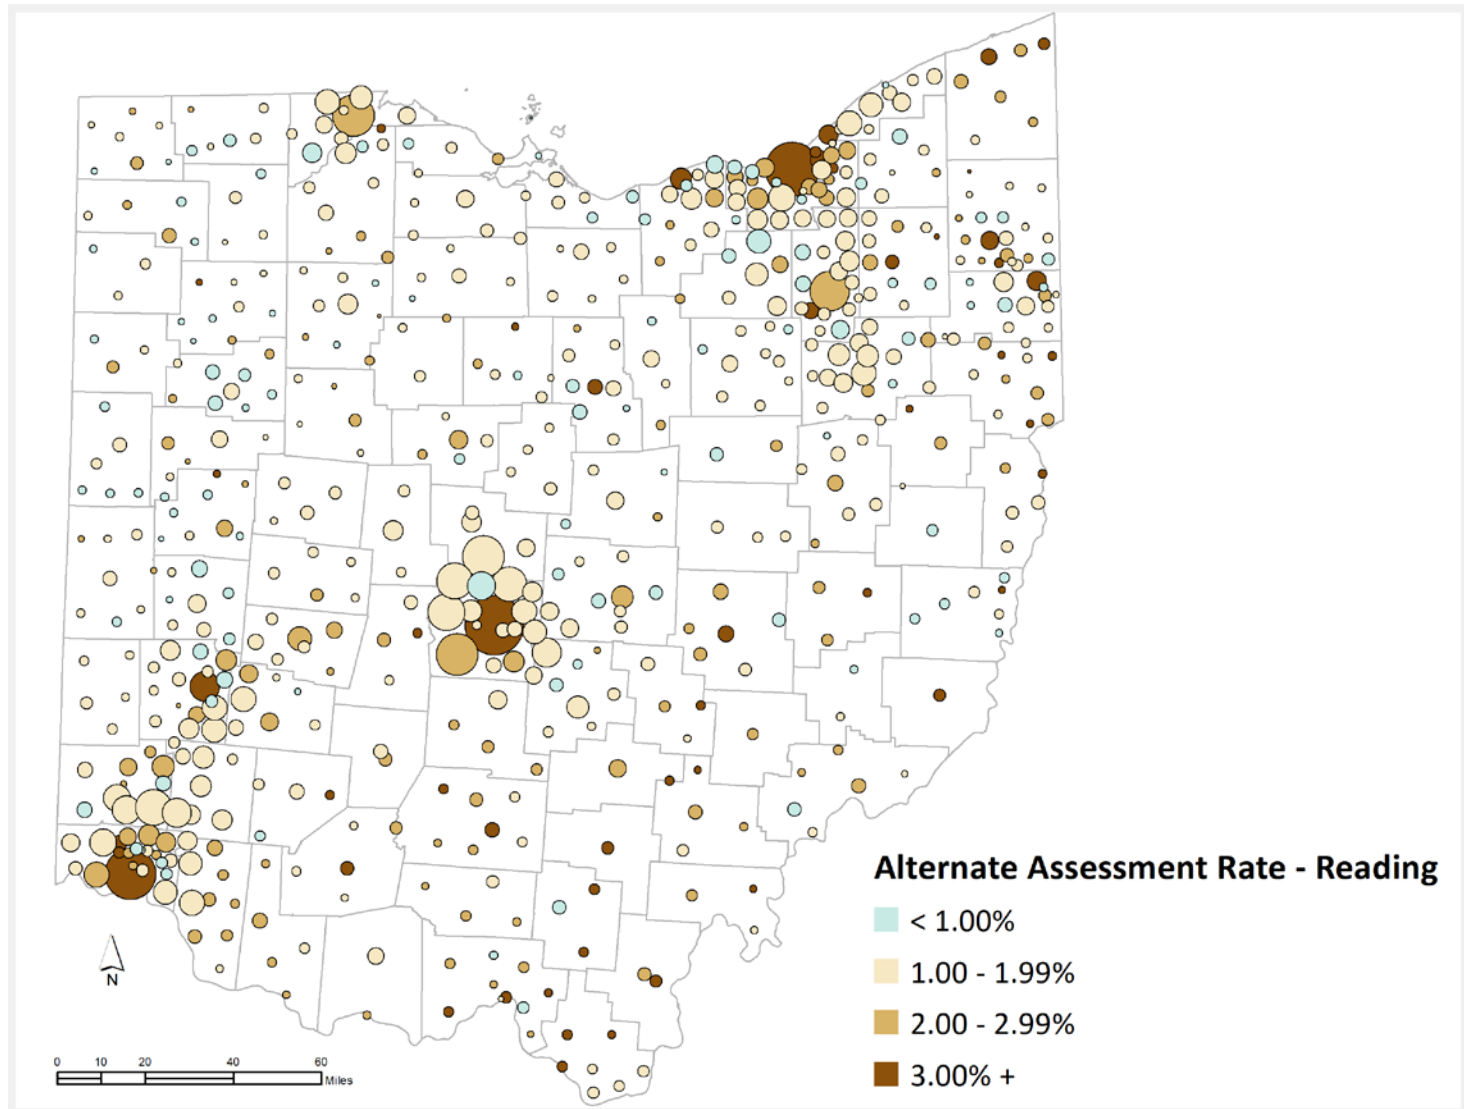 Alternate Assessment Rate - Reading
< 1.00%
1.00 - 1.99%
2.00 - 2.99%
3.00% +
N
0 10 20 40 60
Miles